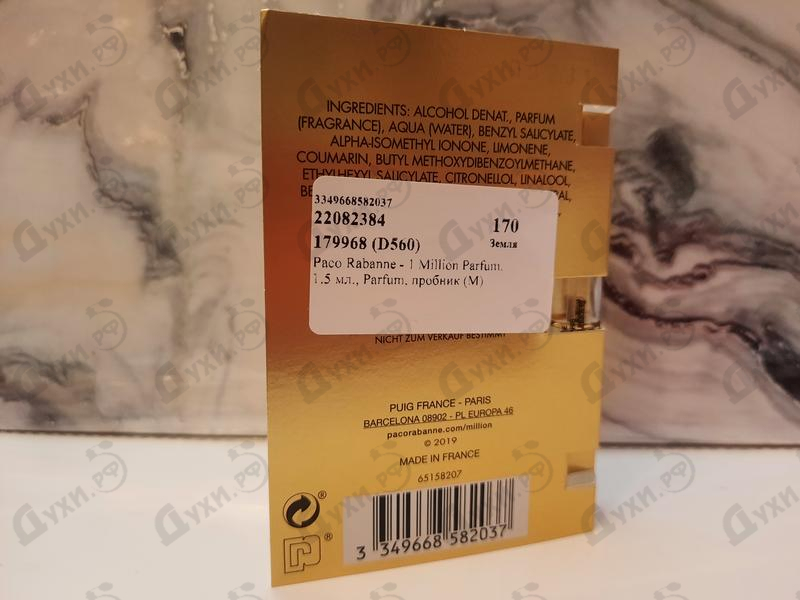 INGREDIENTS: ALCOHOL DENAT., PARFUM
(FRAGRANCE), AQUA (WATER), BENZYL SALICYLATE,
ALPHA-ISOMETHYL IONONE, LIMONENE,
COUMARIN, BUTYL METHOXYDIBENZOYLMETHANE,
ETHYLHEXYL SALICYLATE, CITRONELLOL, LINALOOL,
3349668582037
22082384 170
179968 (D560) Земля
Paco Rabanne - 1 Million Parfum.
1.5 мл., Parfum, пробник (M)
NICHT ZUM VERKAUF BESTIMMT
PUIG FRANCE - PARIS
BARCELONA 08902 - PL EUROPA 46
pacorabanne.com/million
© 2019
MADE IN FRANCE
65158207
3 349668 582037
Духи.рф